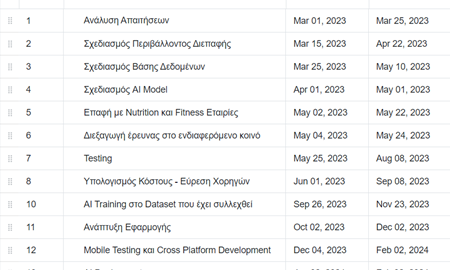 1 Ανάλυση Απαιτήσεων Mar 01, 2023 Mar 25, 2023
2 Σχεδιασμός Περιβάλλοντος Διεπαφής Mar 15, 2023 Apr 22, 2023
3 Σχεδιασμός Βάσης Δεδομένων Mar 25, 2023 May 10, 2023
4 Σχεδιασμός AI Model Apr 01, 2023 May 01, 2023
5 Επαφή με Nutrition και Fitness Εταιρίες May 02, 2023 May 22, 2023
6 Διεξαγωγή έρευνας στο ενδιαφερόμενο κοινό May 04, 2023 May 24, 2023
7 Testing May 25, 2023 Aug 08, 2023
8 Υπολογισμός Κόστους - Εύρεση Χορηγών Jun 01, 2023 Sep 08, 2023
10 AI Training στο Dataset που έχει συλλεχθεί Sep 26, 2023 Nov 23, 2023
11 Ανάπτυξη Εφαρμογής Oct 02, 2023 Dec 02, 2023
12 Mobile Testing και Cross Platform Development Dec 04, 2023 Feb 02, 2024